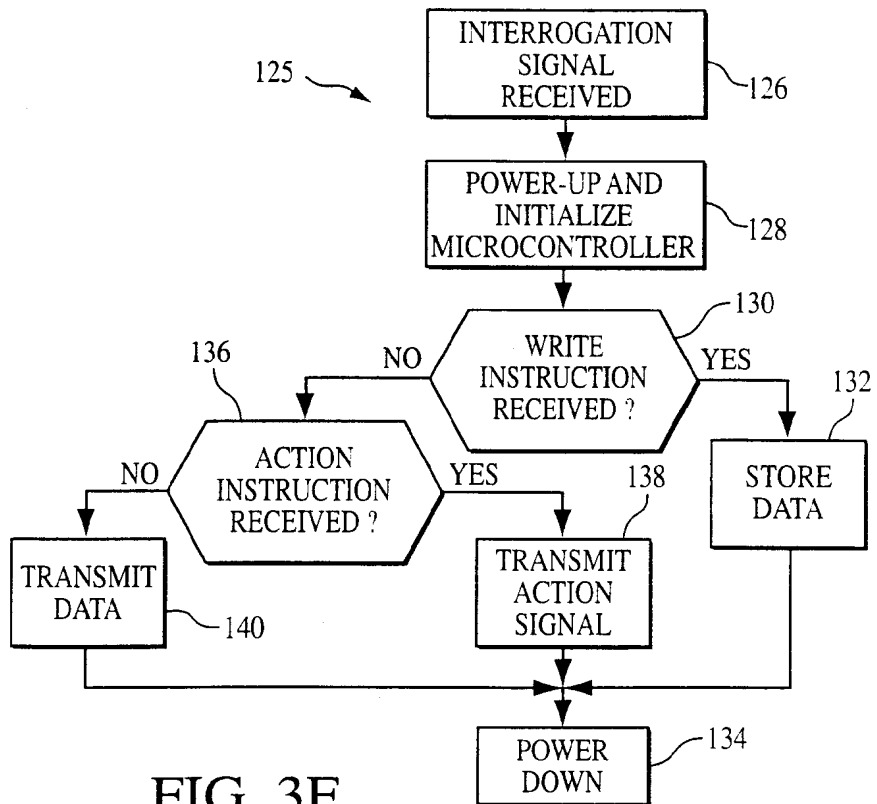 INTERROGATION
SIGNAL
RECEIVED
126
125
POWER-UP AND
INITIALIZE
MICROCONTROLLER
128
130
WRITE
INSTRUCTION
RECEIVED ?
NO
YES
136
132
STORE
DATA
ACTION
INSTRUCTION
RECEIVED ?
NO
YES
138
TRANSMIT
DATA
140
TRANSMIT
ACTION
SIGNAL
POWER
DOWN
134
FIG. 3F